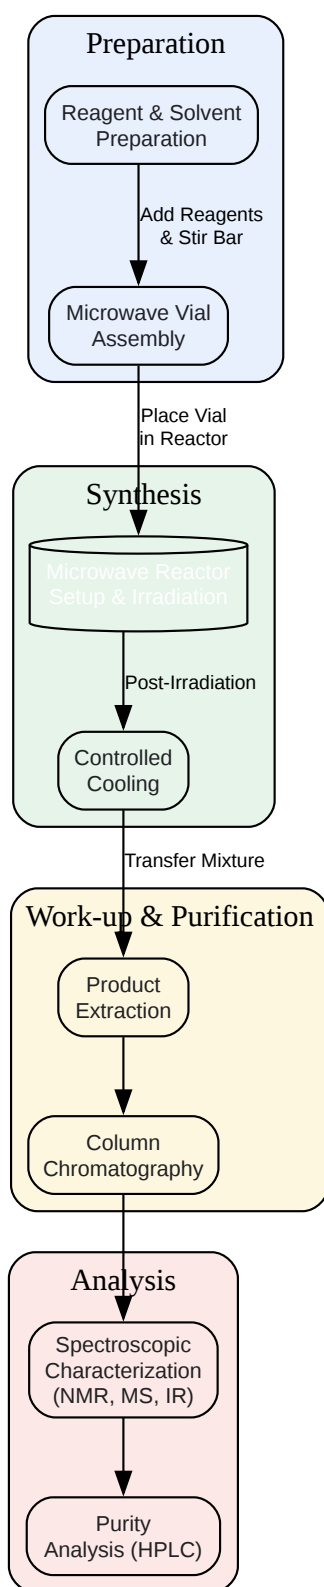 Preparation
Reagent & Solvent
Preparation
Add Reagents
& Stir Bar
Microwave Vial
Assembly
Place Vial
in Reactor
Synthesis
Microwave Reactor
Setup & Irradiation
Post-Irradiation
Controlled
Cooling
Transfer Mixture
Work-up & Purification
Product
Extraction
Column
Chromatography
Analysis
Spectroscopic
Characterization
(NMR, MS, IR)
Purity
Analysis (HPLC)